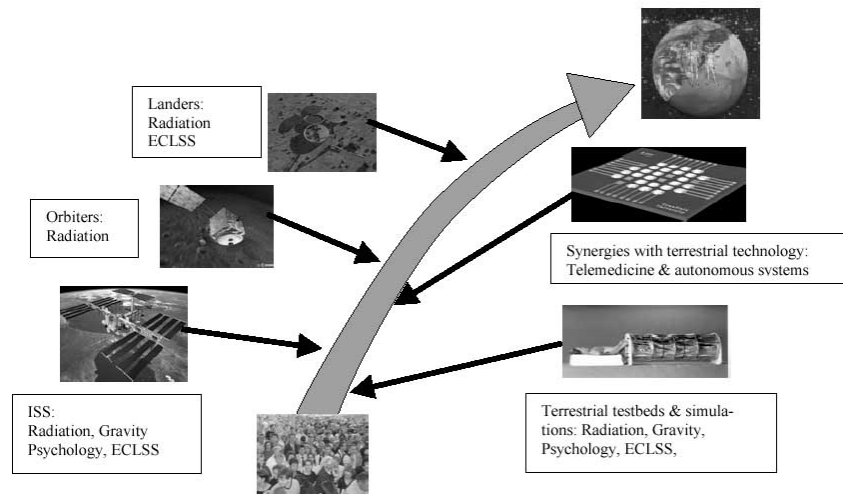 Landers:
Radiation
ECLSS
Orbiters:
Radiation
Synergies with terrestrial technology:
Telemedicine & autonomous systems
ISS:
Radiation, Gravity
Psychology, ECLSS
Terrestrial testbeds & simula-
tions: Radiation, Gravity,
Psychology, ECLSS,